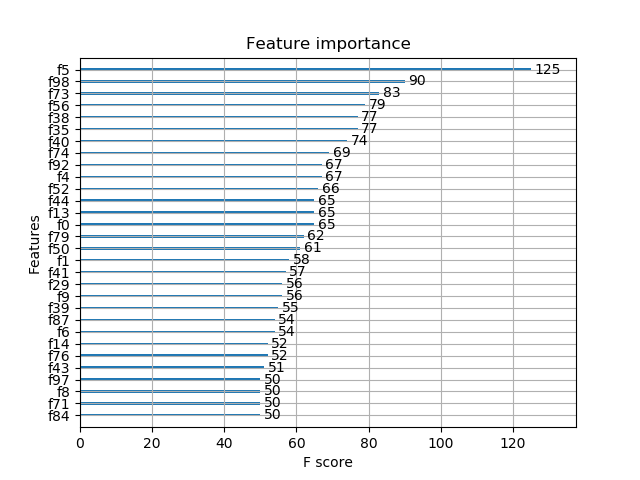 Feature importance
f5 125
f98 90
f73 83
f56 79
f38 77
f35 77
f40 74
f74 69
f92 67
f4 67
f52 66
f44 65
f13 65
f0 65
f79 62
f50 61
f1 58
f41 57
f29 56
f9 56
f39 55
f87 54
f6 54
f14 52
f76 52
f43 51
f97 50
f8 50
f71 50
f84 50
Features
0 20 40 60 80 100 120
F score